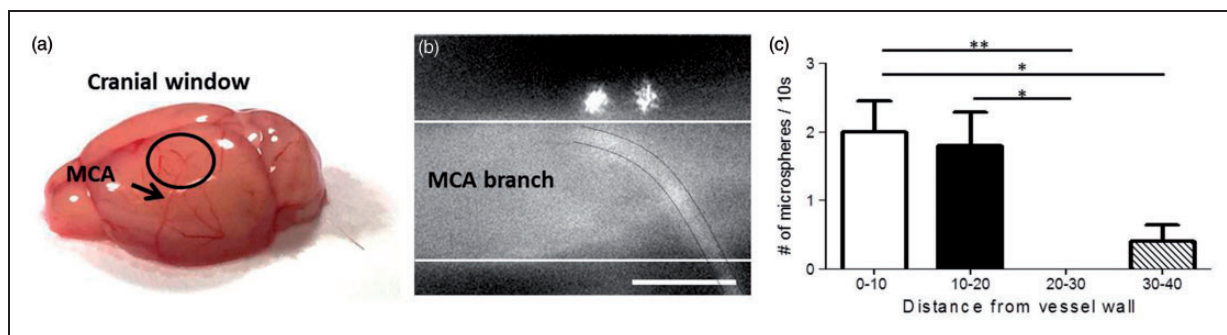 (a)
Cranial window
MCA
(b)
MCA branch
(c)
**
*
*
3
2
1
0
# of microspheres / 10s
0-10
10-20
20-30
30-40
Distance from vessel wall